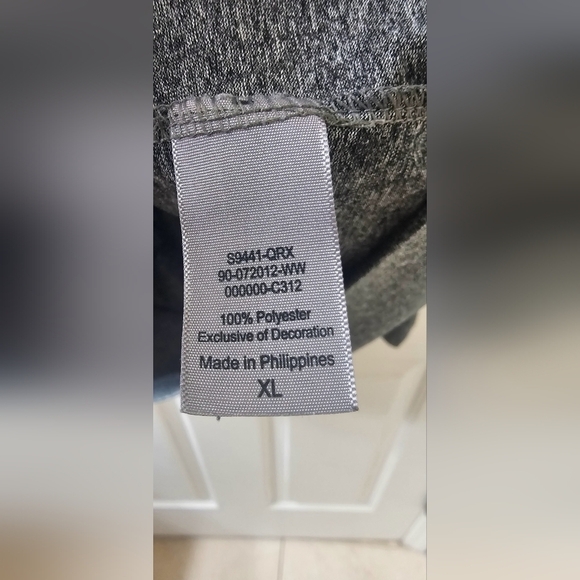 S9441-QRX
90-072012-WW
000000-C312
100% Polyester
Exclusive of Decoration
Made in Philippines
XL